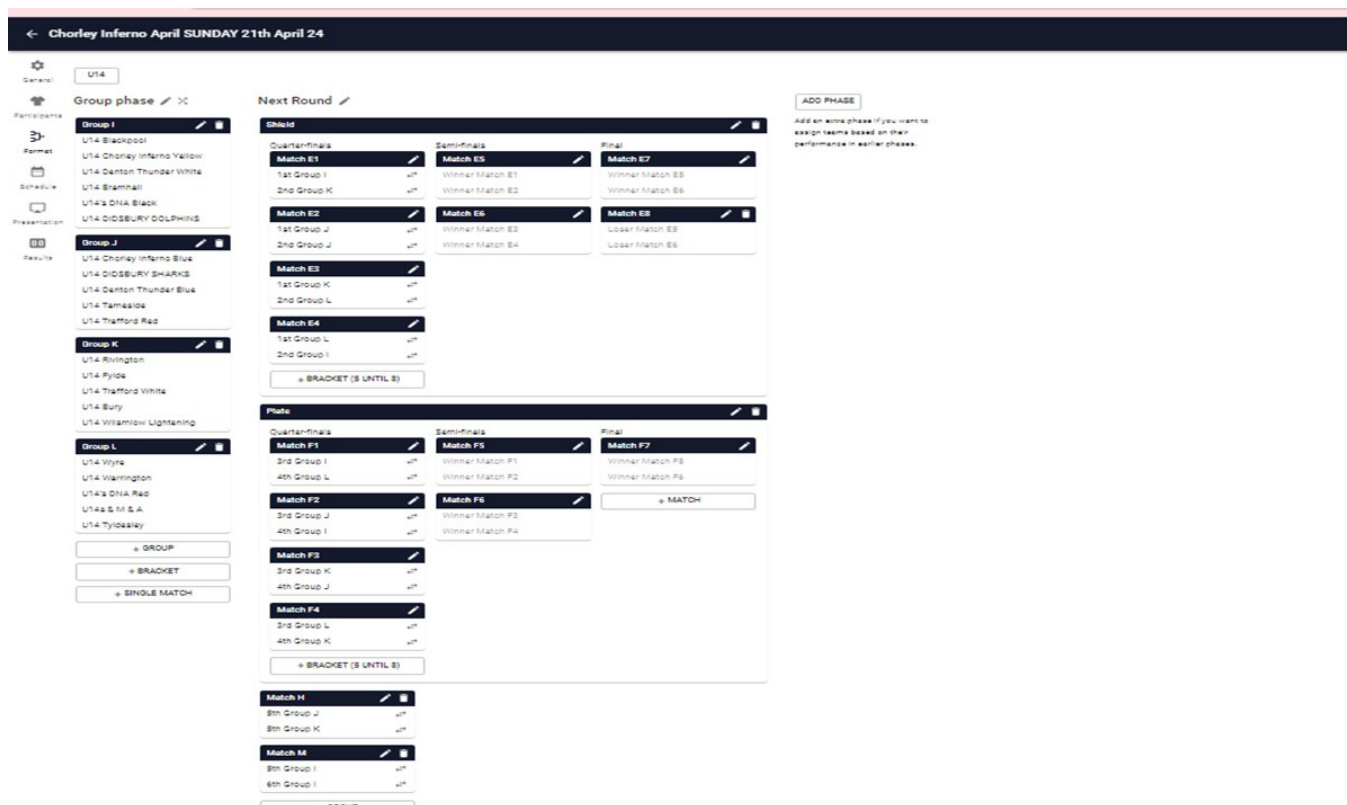 Chorley Inferno April SUNDAY 21th April 24
General
Participants
Format
Schedule
Presentation
Results
U14
Group phase
Group I
U14 Blackpool
U14 Chorley Inferno Yellow
U14 Denton Thunder White
U14 Bramhall
U14's DNA Black
U14 DIDSBURY DOLPHINS
Group J
U14 Chorley Inferno Blue
U14 DIDSBURY SHARKS
U14 Denton Thunder Blue
U14 Tameside
U14 Trafford Red
Group K
U14 Rivington
U14 Fylde
U14 Trafford White
U14 Bury
U14 Wilamlow Lightening
Group L
U14 Wyre
U14 Warrington
U14's DNA Red
U14s S M & A
U14 Tyldesley
+ GROUP
+ BRACKET
+ SINGLE MATCH
Next Round
Shield
Quarter-finals
Match E1
1st Group I
2nd Group K
Match E2
1st Group J
2nd Group J
Match E3
1st Group K
2nd Group L
Match E4
1st Group L
2nd Group I
+ BRACKET (5 UNTIL 8)
Semi-finals
Match E5
Winner Match E1
Winner Match E2
Match E6
Winner Match E3
Winner Match E4
Final
Match E7
Winner Match E5
Winner Match E6
Match E8
Loser Match E5
Loser Match E6
Plate
Quarter-finals
Match F1
3rd Group I
4th Group L
Match F2
3rd Group J
4th Group I
Match F3
3rd Group K
4th Group J
Match F4
3rd Group L
4th Group K
+ BRACKET (5 UNTIL 8)
Semi-finals
Match F5
Winner Match F1
Winner Match F2
Match F6
Winner Match F3
Winner Match F4
Final
Match F7
Winner Match F5
Winner Match F6
+ MATCH
Match H
5th Group J
5th Group K
Match M
5th Group I
6th Group I
ADD PHASE
Add an extra phase if you want to
assign teams based on their
performance in earlier phases.